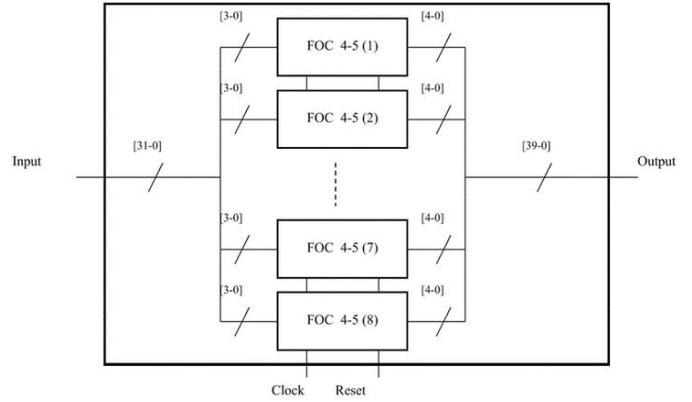 [3-0]
FOC 4-5 (1)
[4-0]
[3-0]
FOC 4-5 (2)
[4-0]
Input
[31-0]
[39-0]
Output
[3-0]
FOC 4-5 (7)
[4-0]
[3-0]
FOC 4-5 (8)
[4-0]
Clock
Reset